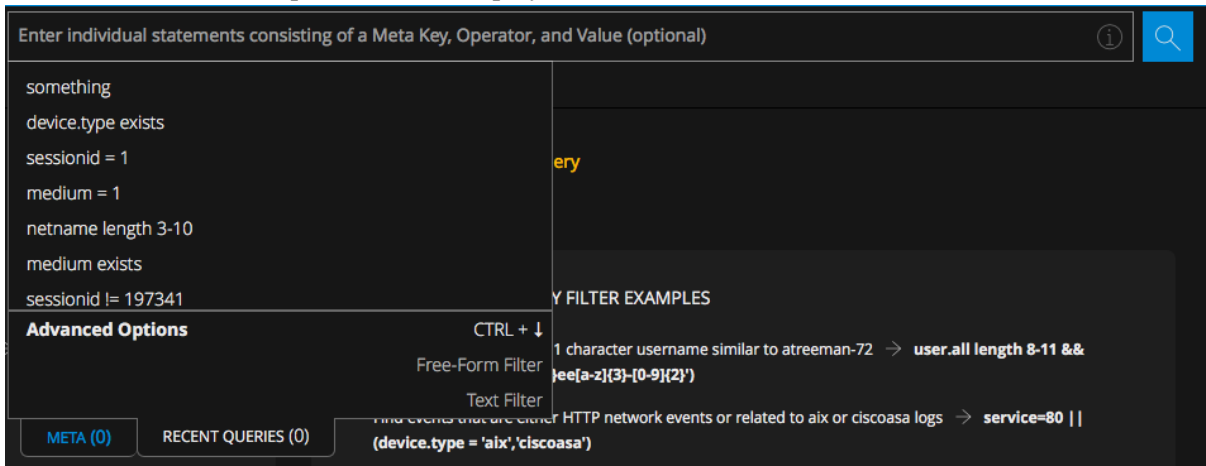 Enter individual statements consisting of a Meta Key, Operator, and Value (optional)
something
device.type exists
sessionid = 1
medium = 1
netname length 3-10
medium exists
sessionid != 197341
Advanced Options CTRL + ↓
Free-Form Filter
Text Filter
META (0) RECENT QUERIES (0)
ery
Y FILTER EXAMPLES
1 character username similar to atreeman-72 → user.all length 8-11 &&
}ee[a-z]{3}-[0-9]{2}')
Find events that are either HTTP network events or related to aix or ciscoasa logs → service=80 ||
(device.type = 'aix','ciscoasa')